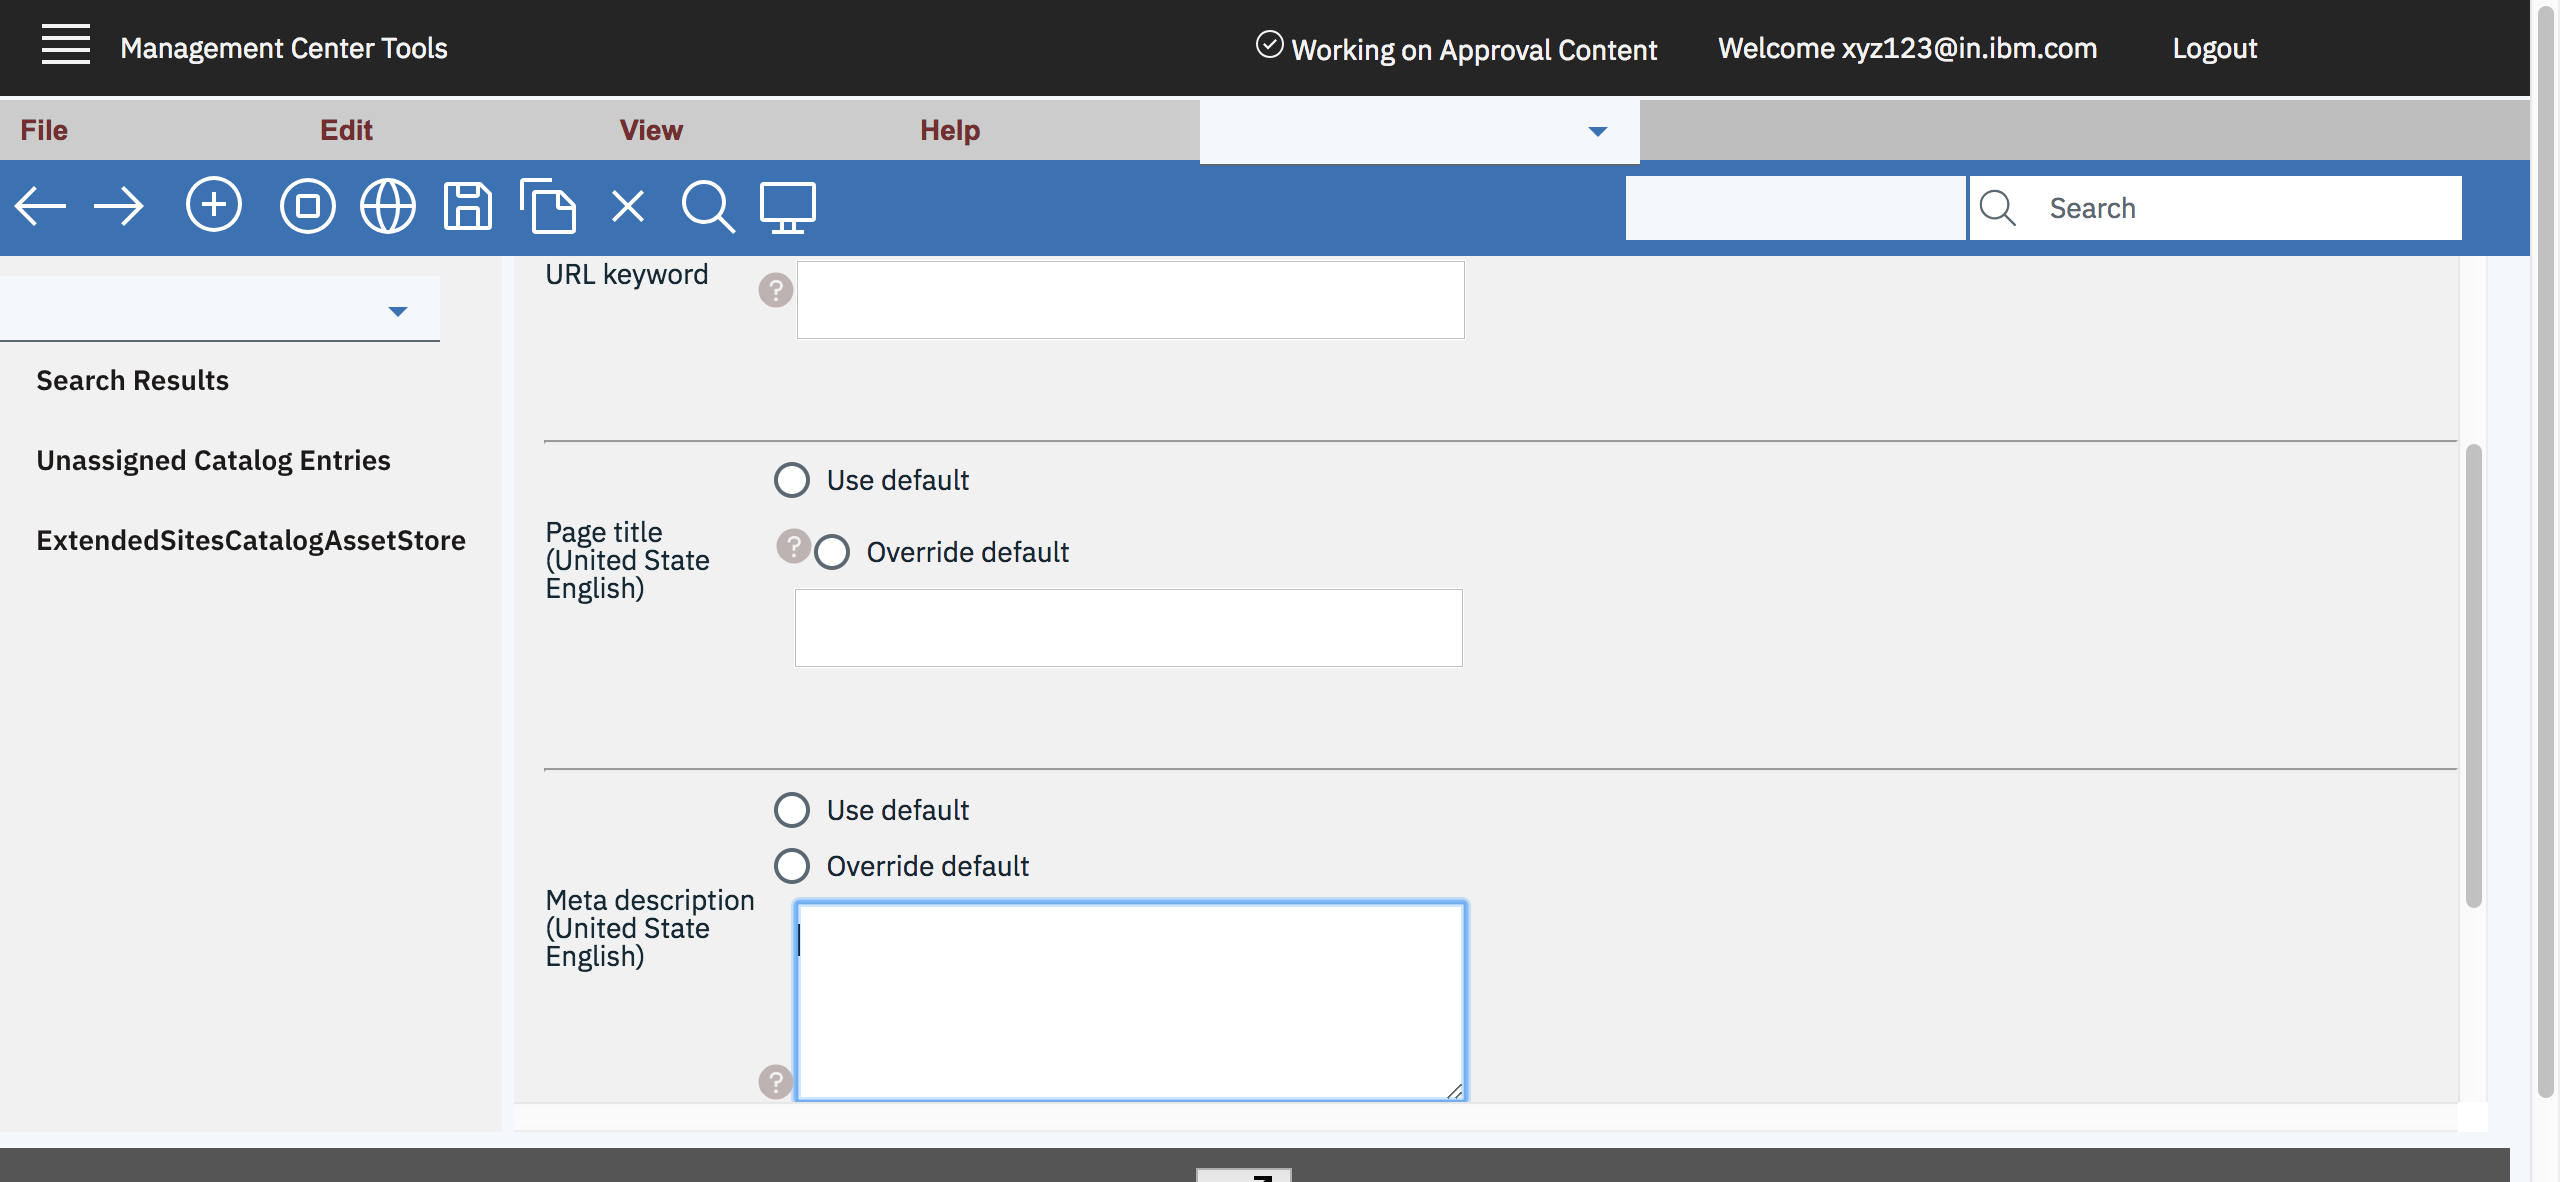 Management Center Tools
Working on Approval Content
Welcome xyz123@in.ibm.com
Logout
File
Edit
View
Help
Search
URL keyword
?
Search Results
Unassigned Catalog Entries
ExtendedSitesCatalogAssetStore
Use default
Page title
(United State
English)
?
Override default
Use default
Override default
Meta description
(United State
English)
?